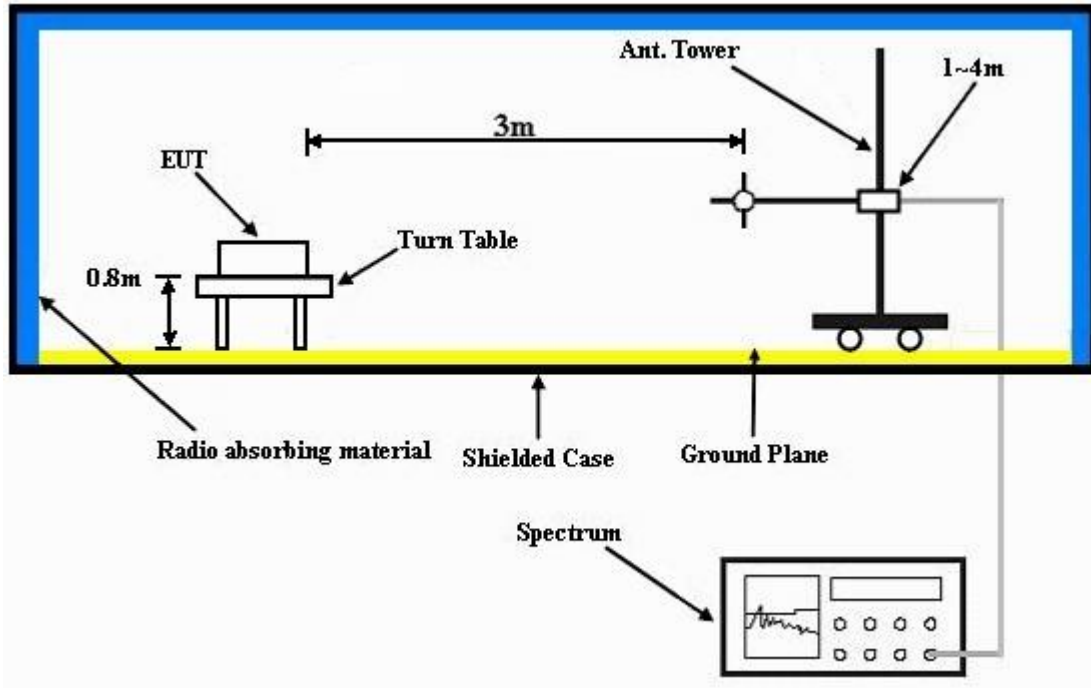 Ant. Tower
1~4m
3m
EUT
Turn Table
0.8m
Radio absorbing material
Shielded Case
Ground Plane
Spectrum